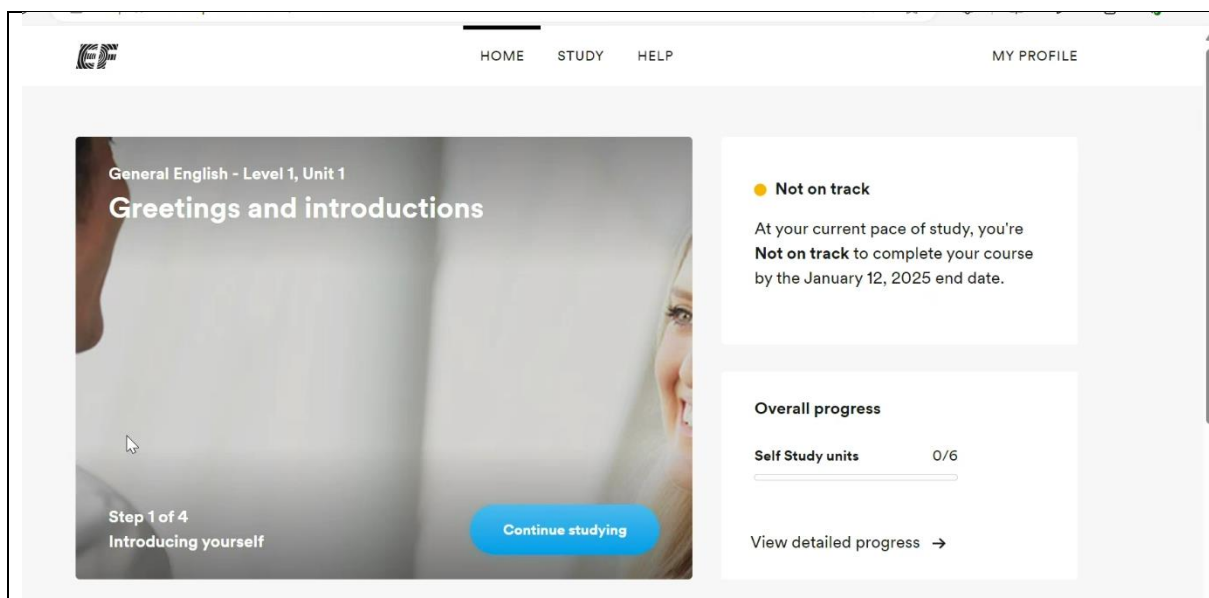 EF
HOME STUDY HELP MY PROFILE
General English - Level 1, Unit 1
Greetings and introductions
Step 1 of 4
Introducing yourself
Continue studying
Not on track
At your current pace of study, you're
Not on track to complete your course
by the January 12, 2025 end date.
Overall progress
Self Study units 0/6
View detailed progress →